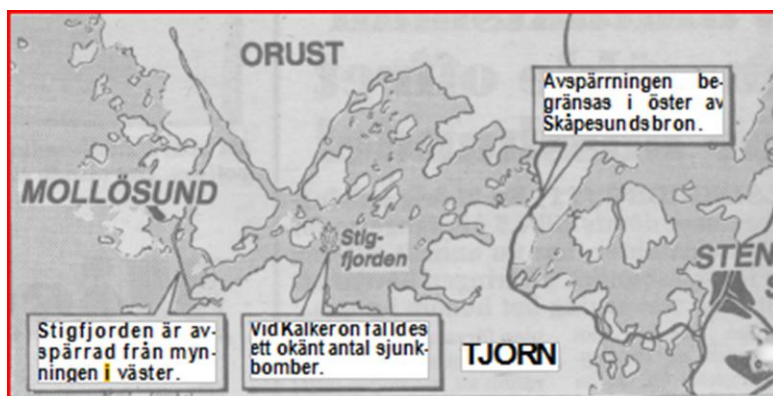 ORUST
Avspärrningen be-
gränsas i öster av
Skåpesundsbron.
MOLLÖSUND
Stig-
fjorden
STEN
S
Stigfjorden är av-
spärrad från myn-
ningen i väster.
Vid Kalkeron falldes
ett okänt antal sjunk-
bomber.
TJORN